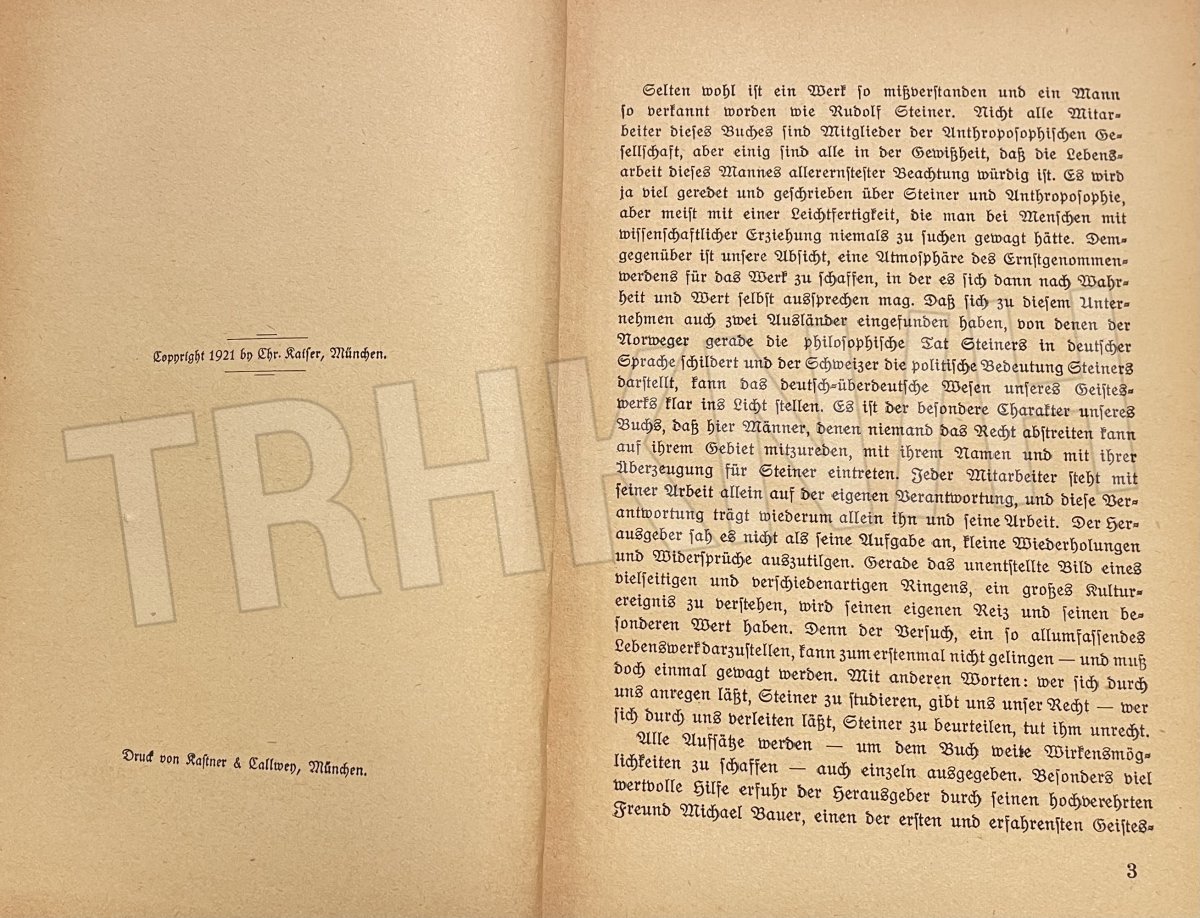 Copyright 1921 by Chr. Kaiser, München.
Druck von Kastner & Callwey, München.
Selten wohl ist ein Werk so mißverstanden und ein Mann
so verkannt worden wie Rudolf Steiner. Nicht alle Mitar-
beiter dieses Buches sind Mitglieder der Anthroposophischen Ge-
sellschaft, aber einig sind alle in der Gewißheit, daß die Lebens-
arbeit dieses Mannes allerernstester Beachtung würdig ist. Es wird
ja viel geredet und geschrieben über Steiner und Anthroposophie,
aber meist mit einer Leichtfertigkeit, die man bei Menschen mit
wissenschaftlicher Erziehung niemals zu suchen gewagt hätte. Dem-
gegenüber ist unsere Absicht, eine Atmosphäre des Ernstgenommen-
werdens für das Werk zu schaffen, in der es sich dann nach Wahr-
heit und Wert selbst aussprechen mag. Daß sich zu diesem Unter-
nehmen auch zwei Ausländer eingefunden haben, von denen der
Norweger gerade die philosophische Tat Steiners in deutscher
Sprache schildert und der Schweizer die politische Bedeutung Steiners
darstellt, kann das deutsch-überdeutsche Wesen unseres Geistes-
werks klar ins Licht stellen. Es ist der besondere Charakter unseres
Buchs, daß hier Männer, denen niemand das Recht abstreiten kann
auf ihrem Gebiet mitzureden, mit ihrem Namen und mit ihrer
Überzeugung für Steiner eintreten. Jeder Mitarbeiter steht mit
seiner Arbeit allein auf der eigenen Verantwortung, und diese Ver-
antwortung trägt wiederum allein ihn und seine Arbeit. Der Her-
ausgeber sah es nicht als seine Aufgabe an, kleine Wiederholungen
und Widersprüche auszutilgen. Gerade das unentstellte Bild eines
vielseitigen und verschiedenartigen Ringens, ein großes Kultur-
ereignis zu verstehen, wird seinen eigenen Reiz und seinen be-
sonderen Wert haben. Denn der Versuch, ein so allumfassendes
Lebenswerk darzustellen, kann zum erstenmal nicht gelingen — und muß
doch einmal gewagt werden. Mit anderen Worten: wer sich durch
uns anregen läßt, Steiner zu studieren, gibt uns unser Recht — wer
sich durch uns verleiten läßt, Steiner zu beurteilen, tut ihm unrecht.
Alle Aufsätze werden — um dem Buch weite Wirkensmög-
lichkeiten zu schaffen — auch einzeln ausgegeben. Besonders viel
wertvolle Hilfe erfuhr der Herausgeber durch seinen hochverehrten
Freund Michael Bauer, einen der ersten und erfahrensten Geistes-
3